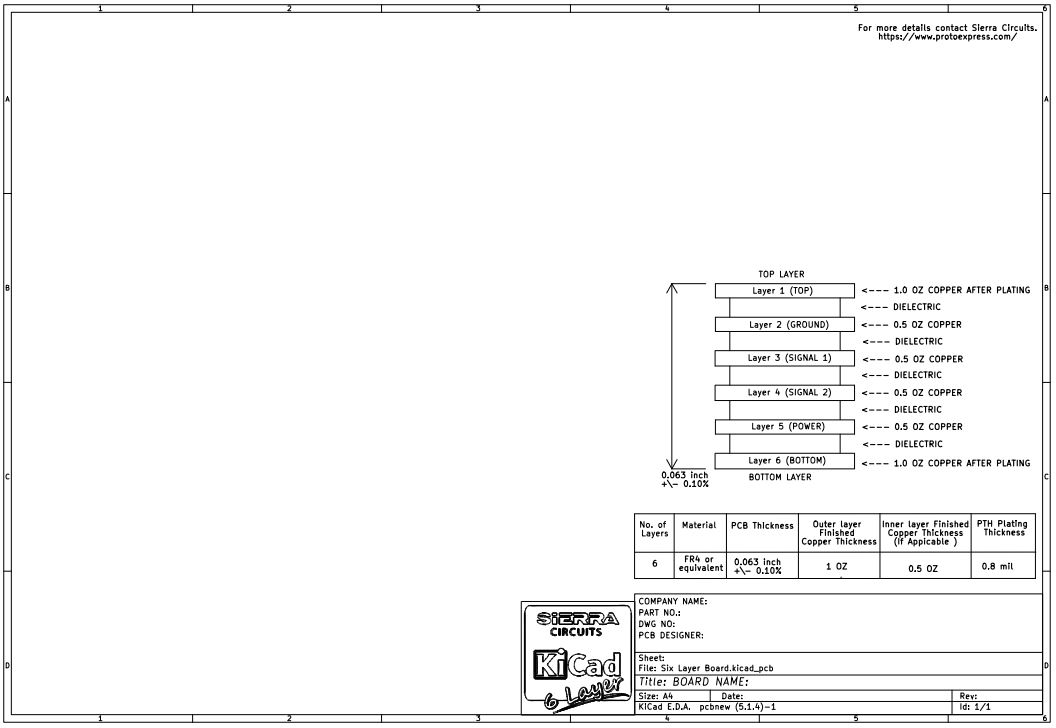 1 2 3 4 5 6
For more details contact Sierra Circuits.
https://www.protoexpress.com/
A A
B B
TOP LAYER
Layer 1 (TOP) <--- 1.0 OZ COPPER AFTER PLATING
<--- DIELECTRIC
Layer 2 (GROUND) <--- 0.5 OZ COPPER
<--- DIELECTRIC
Layer 3 (SIGNAL 1) <--- 0.5 OZ COPPER
<--- DIELECTRIC
Layer 4 (SIGNAL 2) <--- 0.5 OZ COPPER
<--- DIELECTRIC
Layer 5 (POWER) <--- 0.5 OZ COPPER
<--- DIELECTRIC
Layer 6 (BOTTOM) <--- 1.0 OZ COPPER AFTER PLATING
0.063 inch
+\- 0.10%
BOTTOM LAYER
C C
No. of
Layers
Material
PCB Thickness
Outer layer
Finished
Copper Thickness
Inner layer Finished
Copper Thickness
(If Appicable )
PTH Plating
Thickness
6
FR4 or
equivalent
0.063 inch
+\- 0.10%
1 OZ
0.5 OZ
0.8 mil
SIERRA
CIRCUITS
KiCad
6 Layer
COMPANY NAME:
PART NO.:
DWG NO:
PCB DESIGNER:
Sheet:
File: Six Layer Board.kicad_pcb
Title: BOARD NAME:
Size: A4 Date: Rev:
KiCad E.D.A. pcbnew (5.1.4)-1 Id: 1/1
D D
1 2 3 4 5 6